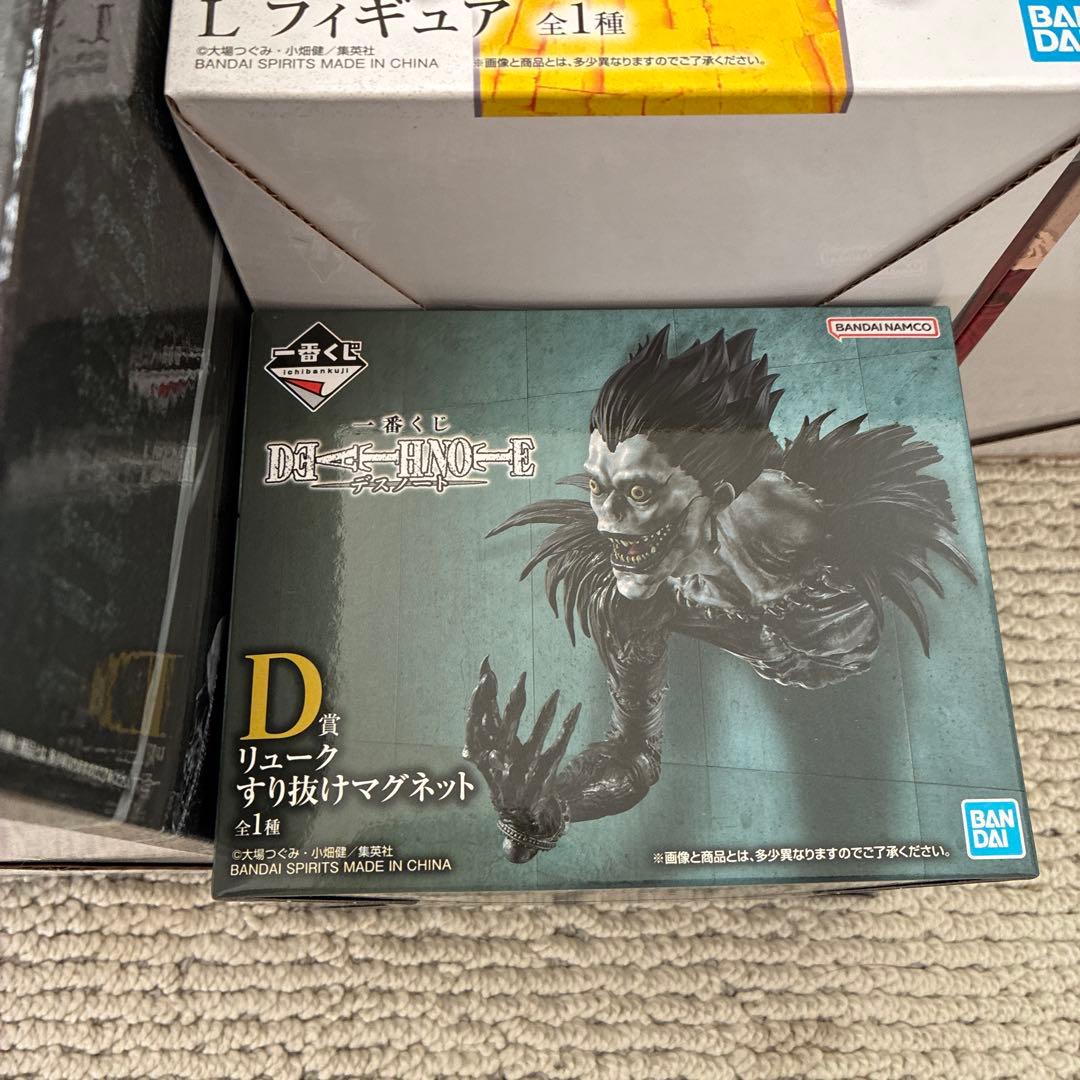 L フィギュア 全1種
©大場つぐみ・小畑健／集英社
BANDAI SPIRITS MADE IN CHINA
※画像と商品とは、多少異なりますのでご了承ください。
BAN
DAI
BANDAI NAMCO
一番くじ
ichibankuji
一番くじ
DEATH NOTE
デスノート
D賞
リューク
すり抜けマグネット
全1種
©大場つぐみ・小畑健／集英社
BANDAI SPIRITS MADE IN CHINA
※画像と商品とは、多少異なりますのでご了承ください。
BAN
DAI